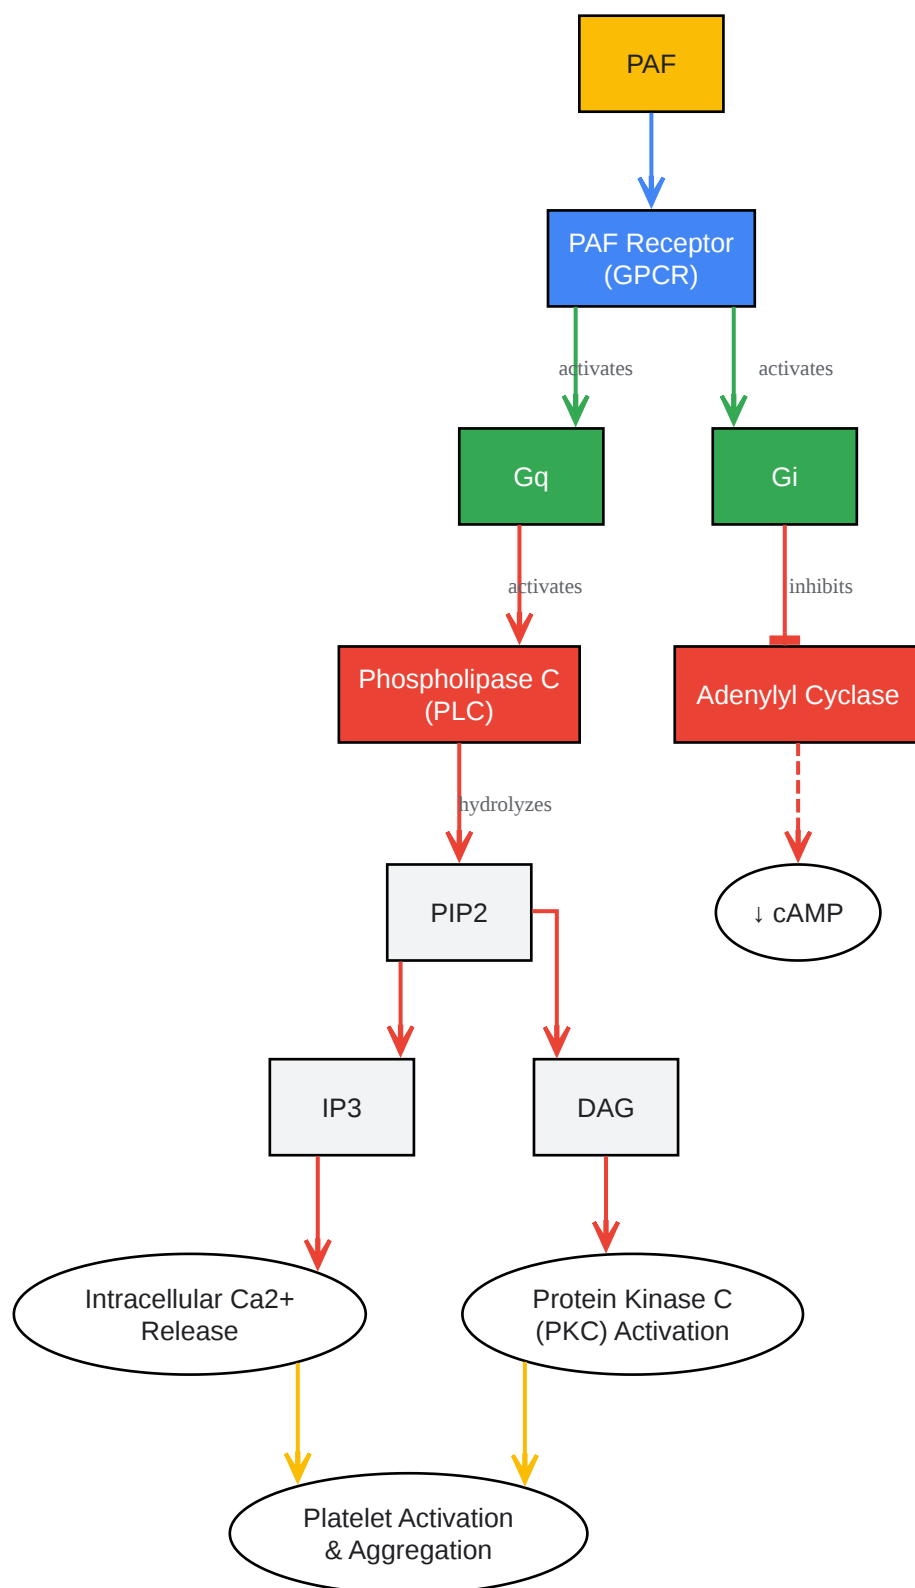 PAF
PAF Receptor
(GPCR)
activates
activates
Gq
Gi
activates
inhibits
Phospholipase C
(PLC)
Adenylyl Cyclase
hydrolyzes
PIP2
↓ cAMP
IP3
DAG
Intracellular Ca2+
Release
Protein Kinase C
(PKC) Activation
Platelet Activation
& Aggregation